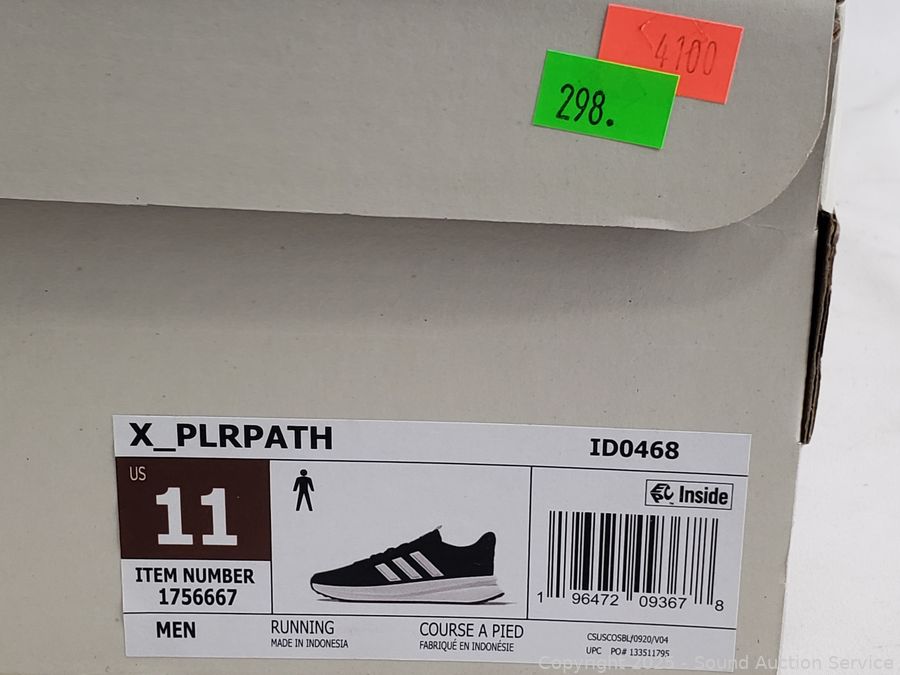 4100
298.
X_PLRPATH
ID0468
US
11
Inside
ITEM NUMBER
1756667
1 96472 09367 8
MEN
RUNNING
MADE IN INDONESIA
COURSE A PIED
FABRIQUÉ EN INDONÉSIE
CSUSCOSBL/0920/V04
UPC PO# 133511795
Copyright 2025 - Sound Auction Service